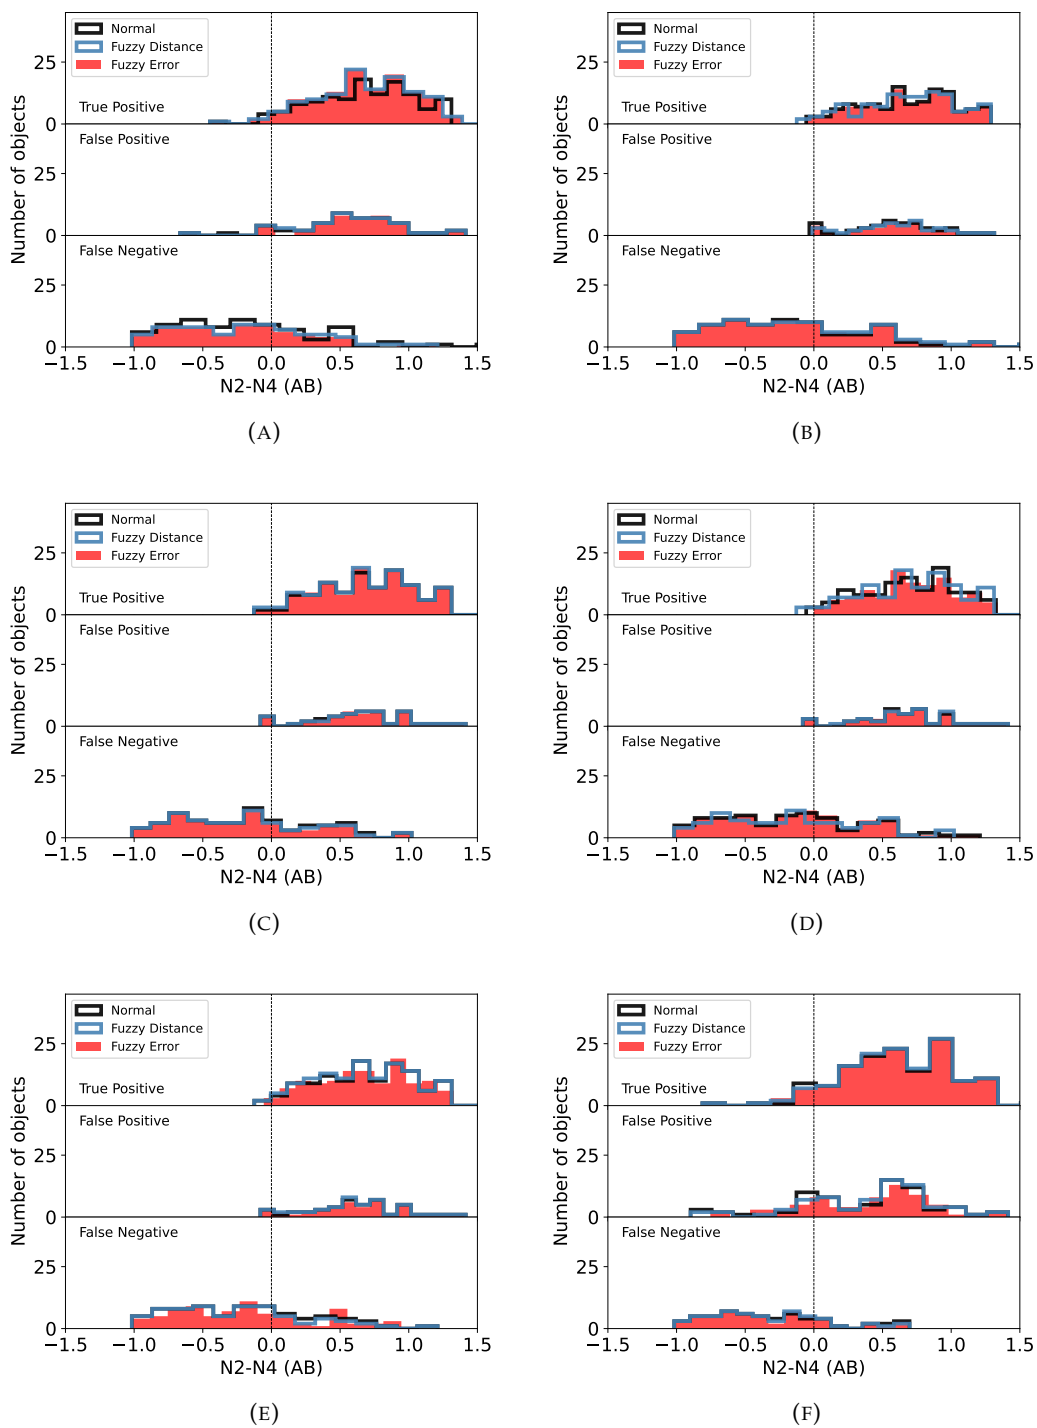 Normal
Fuzzy Distance
Fuzzy Error
True Positive
False Positive
False Negative
Number of objects
25
0
25
0
25
0
−1.5 −1.0 −0.5 0.0 0.5 1.0 1.5
N2-N4 (AB)
(A)
Normal
Fuzzy Distance
Fuzzy Error
True Positive
False Positive
False Negative
Number of objects
25
0
25
0
25
0
−1.5 −1.0 −0.5 0.0 0.5 1.0 1.5
N2-N4 (AB)
(B)
Normal
Fuzzy Distance
Fuzzy Error
True Positive
False Positive
False Negative
Number of objects
25
0
25
0
25
0
−1.5 −1.0 −0.5 0.0 0.5 1.0 1.5
N2-N4 (AB)
(C)
Normal
Fuzzy Distance
Fuzzy Error
True Positive
False Positive
False Negative
Number of objects
25
0
25
0
25
0
−1.5 −1.0 −0.5 0.0 0.5 1.0 1.5
N2-N4 (AB)
(D)
Normal
Fuzzy Distance
Fuzzy Error
True Positive
False Positive
False Negative
Number of objects
25
0
25
0
25
0
−1.5 −1.0 −0.5 0.0 0.5 1.0 1.5
N2-N4 (AB)
(E)
Normal
Fuzzy Distance
Fuzzy Error
True Positive
False Positive
False Negative
Number of objects
25
0
25
0
25
0
−1.5 −1.0 −0.5 0.0 0.5 1.0 1.5
N2-N4 (AB)
(F)